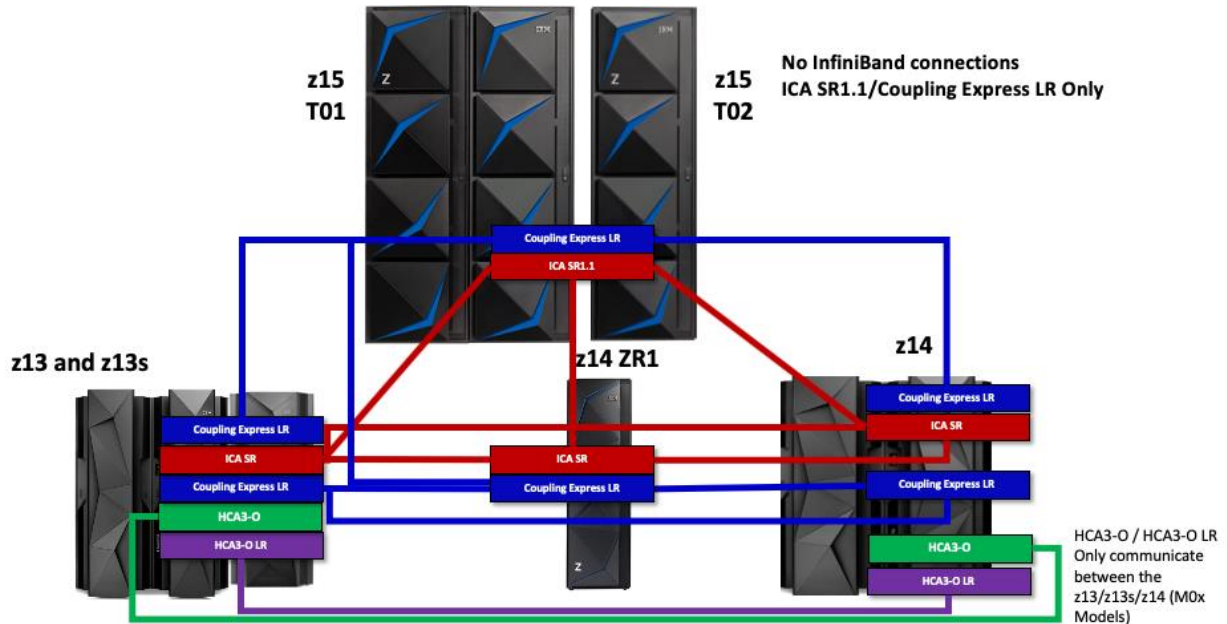 z15
T01
IBM
Z
IBM
Z
z15
T02
No InfiniBand connections
ICA SR1.1/Coupling Express LR Only
Coupling Express LR
ICA SR1.1
z13 and z13s
z14 ZR1
z14
Coupling Express LR
ICA SR
Coupling Express LR
HCA3-O
HCA3-O LR
ICA SR
Coupling Express LR
Z
Coupling Express LR
ICA SR
Coupling Express LR
HCA3-O
HCA3-O LR
HCA3-O / HCA3-O LR
Only communicate
between the
z13/z13s/z14 (M0x
Models)